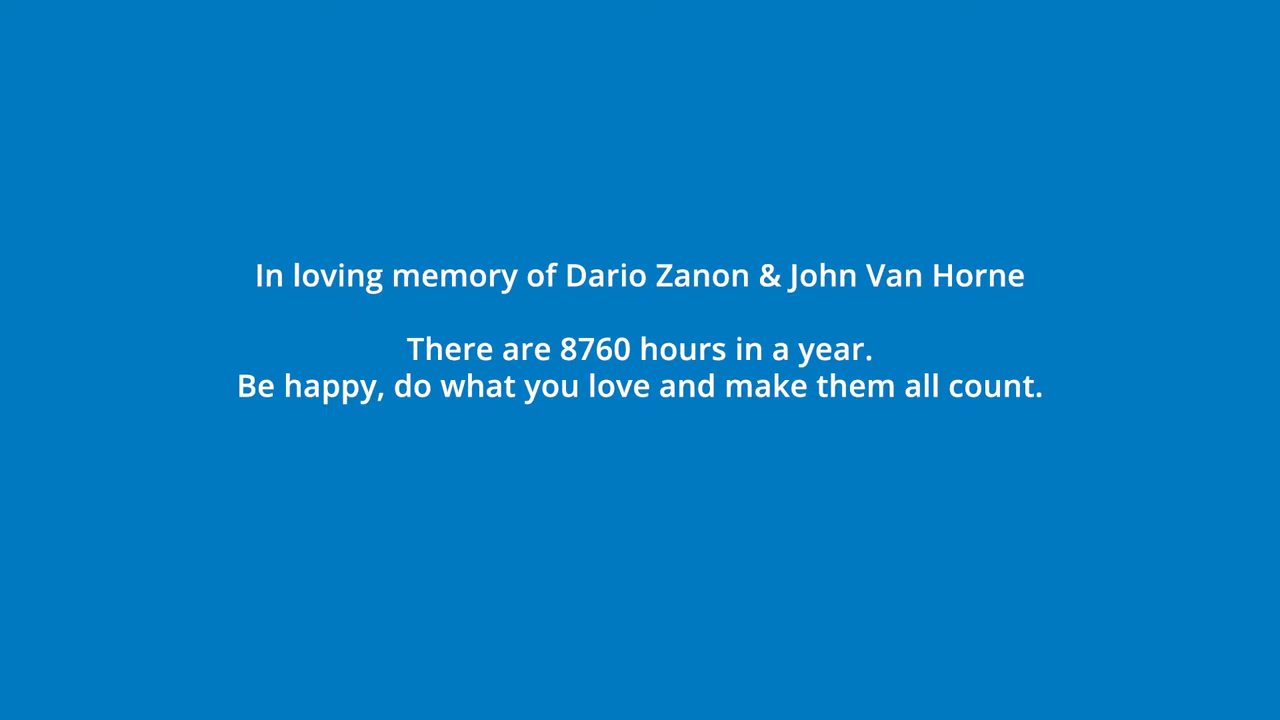 In loving memory of Dario Zanon & John Van Horne
There are 8760 hours in a year.
Be happy, do what you love and make them all count.